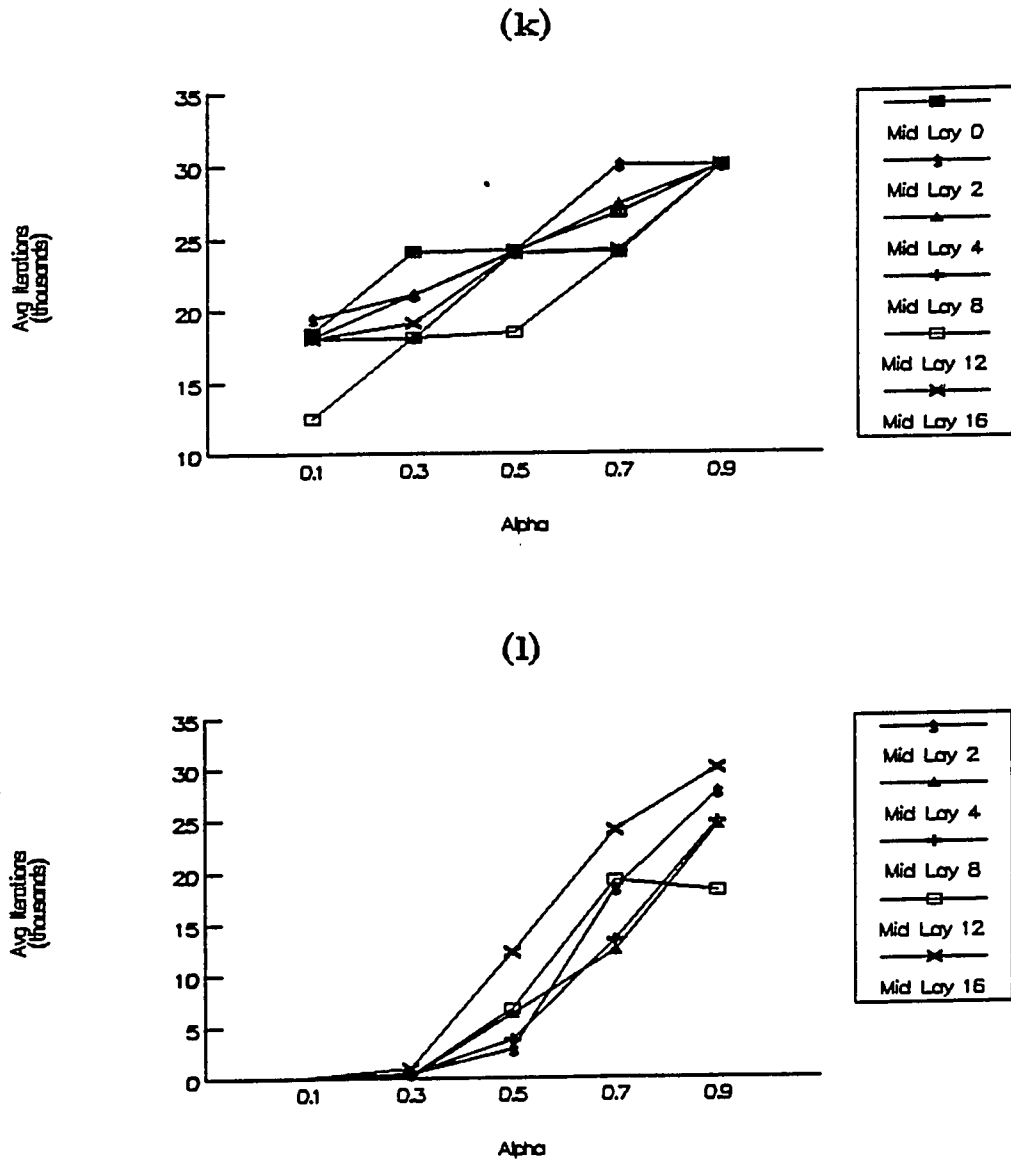 (k)
35
30
25
20
15
10
Avg Iterations
(thousands)
0.1 0.3 0.5 0.7 0.9
Alpha
Mid Lay 0
Mid Lay 2
Mid Lay 4
Mid Lay 8
Mid Lay 12
Mid Lay 16
(l)
35
30
25
20
15
10
5
0
Avg Iterations
(thousands)
0.1 0.3 0.5 0.7 0.9
Alpha
Mid Lay 2
Mid Lay 4
Mid Lay 8
Mid Lay 12
Mid Lay 16